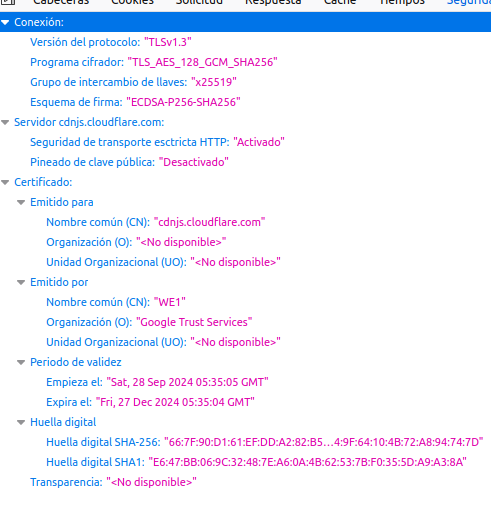 Cabeceras Cookies Solicitud Respuesta Caché Tiempos Segurida
Conexión:
Versión del protocolo: "TLSv1.3"
Programa cifrador: "TLS_AES_128_GCM_SHA256"
Grupo de intercambio de llaves: "x25519"
Esquema de firma: "ECDSA-P256-SHA256"
Servidor cdnjs.cloudflare.com:
Seguridad de transporte esctricta HTTP: "Activado"
Pineado de clave pública: "Desactivado"
Certificado:
Emitido para
Nombre común (CN): "cdnjs.cloudflare.com"
Organización (O): "<No disponible>"
Unidad Organizacional (UO): "<No disponible>"
Emitido por
Nombre común (CN): "WE1"
Organización (O): "Google Trust Services"
Unidad Organizacional (UO): "<No disponible>"
Periodo de validez
Empieza el: "Sat, 28 Sep 2024 05:35:05 GMT"
Expira el: "Fri, 27 Dec 2024 05:35:04 GMT"
Huella digital
Huella digital SHA-256: "66:7F:90:D1:61:EF:DD:A2:82:B5…4:9F:64:10:4B:72:A8:94:74:7D"
Huella digital SHA1: "E6:47:BB:06:9C:32:48:7E:A6:0A:4B:62:53:7B:F0:35:5D:A9:A3:8A"
Transparencia: "<No disponible>"